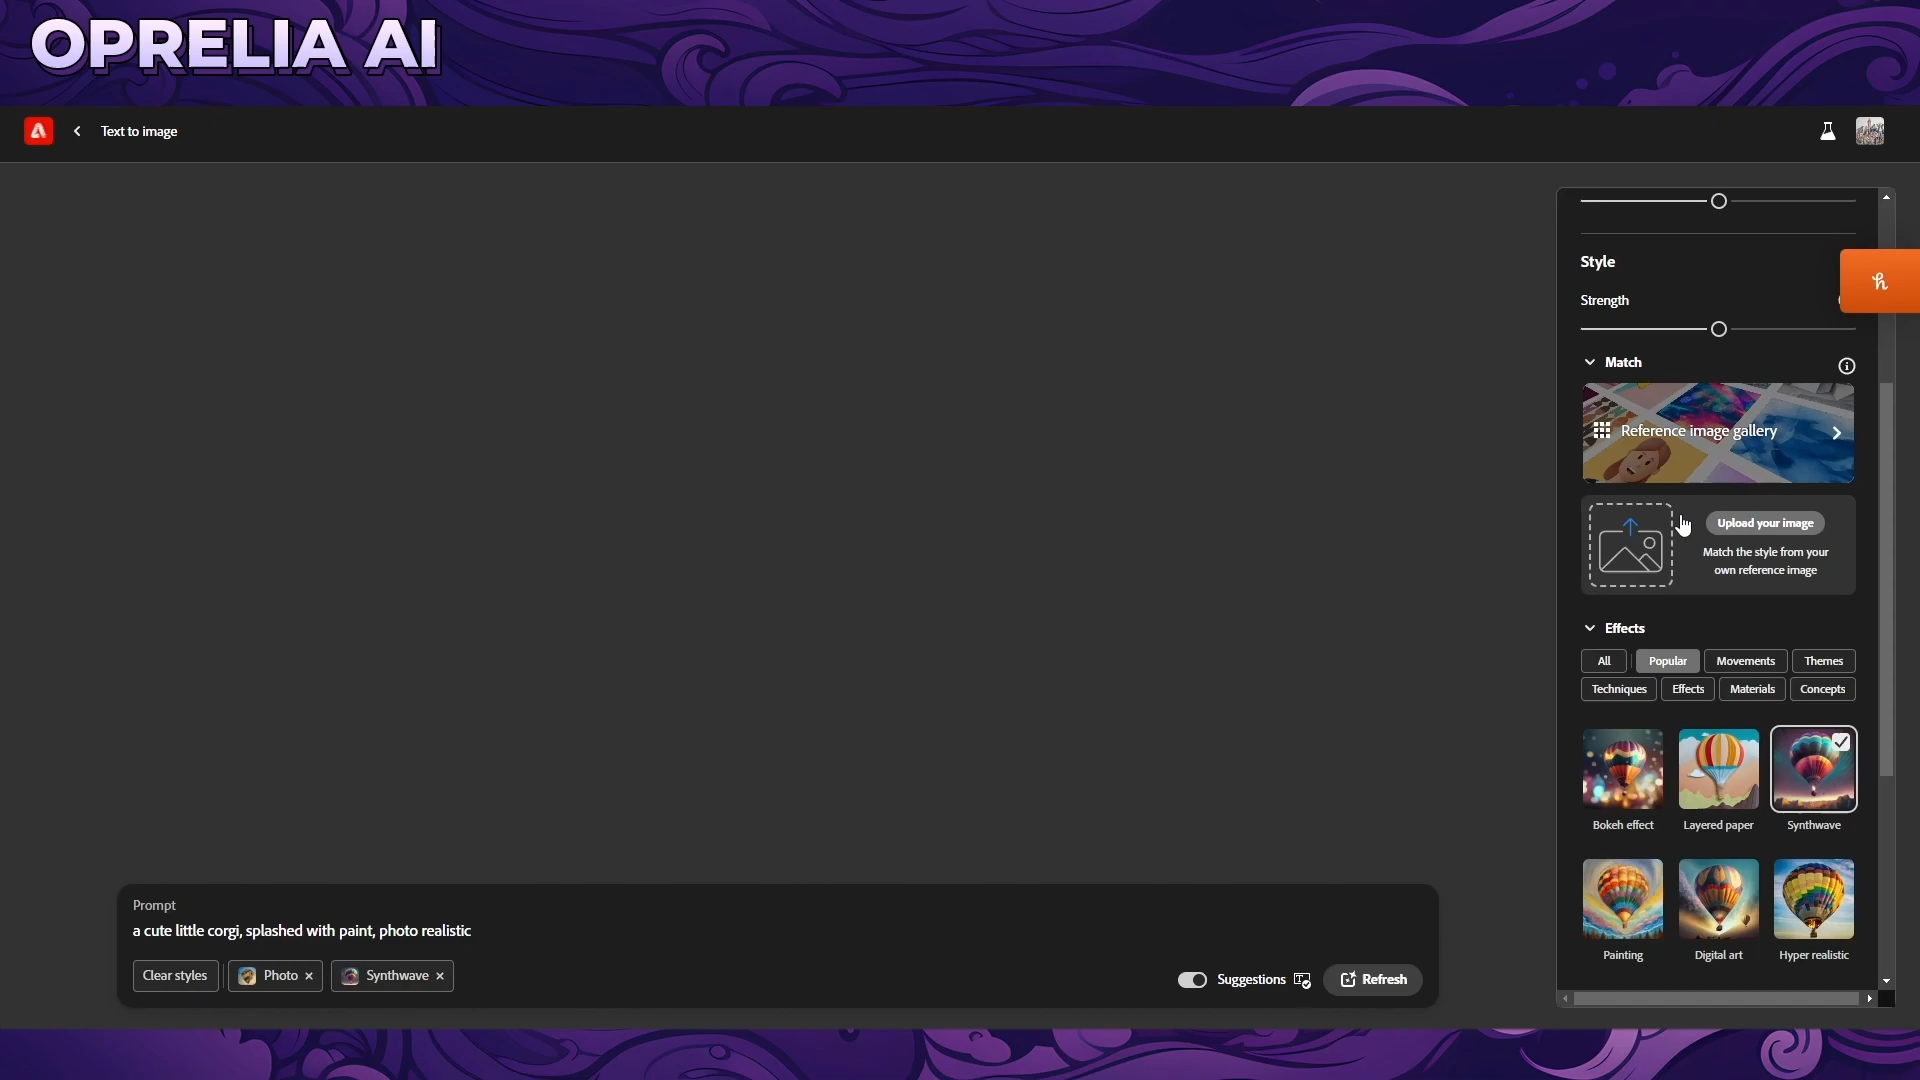 OPRELIA AI
Text to image
Style
Strength
Match
Reference image gallery
Upload your image
Match the style from your
own reference image
Effects
All
Popular
Movements
Themes
Techniques
Effects
Materials
Concepts
Bokeh effect
Layered paper
Synthwave
Painting
Digital art
Hyper realistic
Prompt
a cute little corgi, splashed with paint, photo realistic
Clear styles
Photo
Synthwave
Suggestions
Refresh